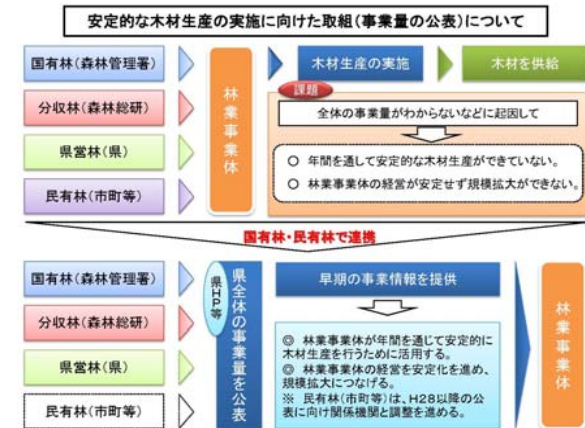 安定的な木材生産の実施に向けた取組(事業量の公表)について
国有林(森林管理署)
分収林(森林総研)
県営林(県)
民有林(市町等)
林業事業体
木材生産の実施
木材を供給
課題
全体の事業量がわからないなどに起因して
○ 年間を通して安定的な木材生産ができていない。
○ 林業事業体の経営が安定せず規模拡大ができない。
国有林・民有林で連携
国有林(森林管理署)
分収林(森林総研)
県営林(県)
民有林(市町等)
県HP等
県全体の事業量を公表
早期の事業情報を提供
◎ 林業事業体が年間を通じて安定的に
木材生産を行うために活用する。
◎ 林業事業体の経営を安定化を進め、
規模拡大につなげる。
※ 民有林(市町等)は、H28以降の公
表に向け関係機関と調整を進める。
林業事業体